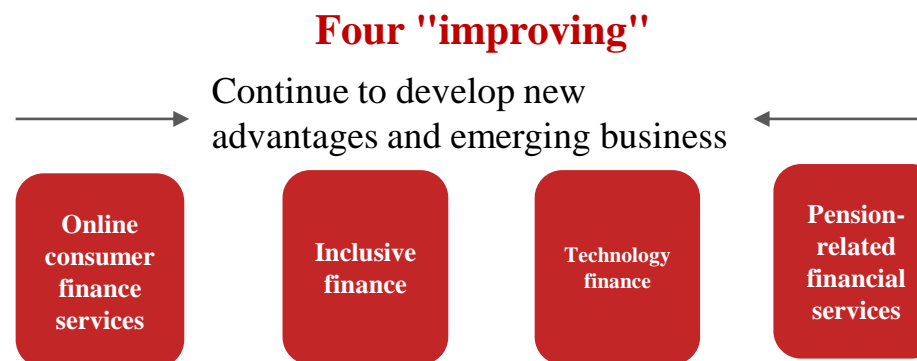 Four "improving"
Continue to develop new
advantages and emerging business
Online
consumer
finance
services
Inclusive
finance
Technology
finance
Pension-
related
financial
services